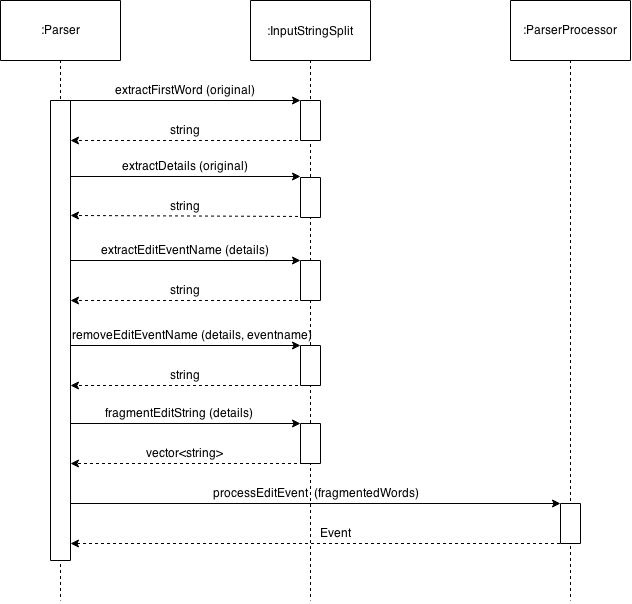 :Parser
:InputStringSplit
:ParserProcessor
extractFirstWord (original)
string
extractDetails (original)
string
extractEditEventName (details)
string
removeEditEventName (details, eventname)
string
fragmentEditString (details)
vector<string>
processEditEvent (fragmentedWords)
Event